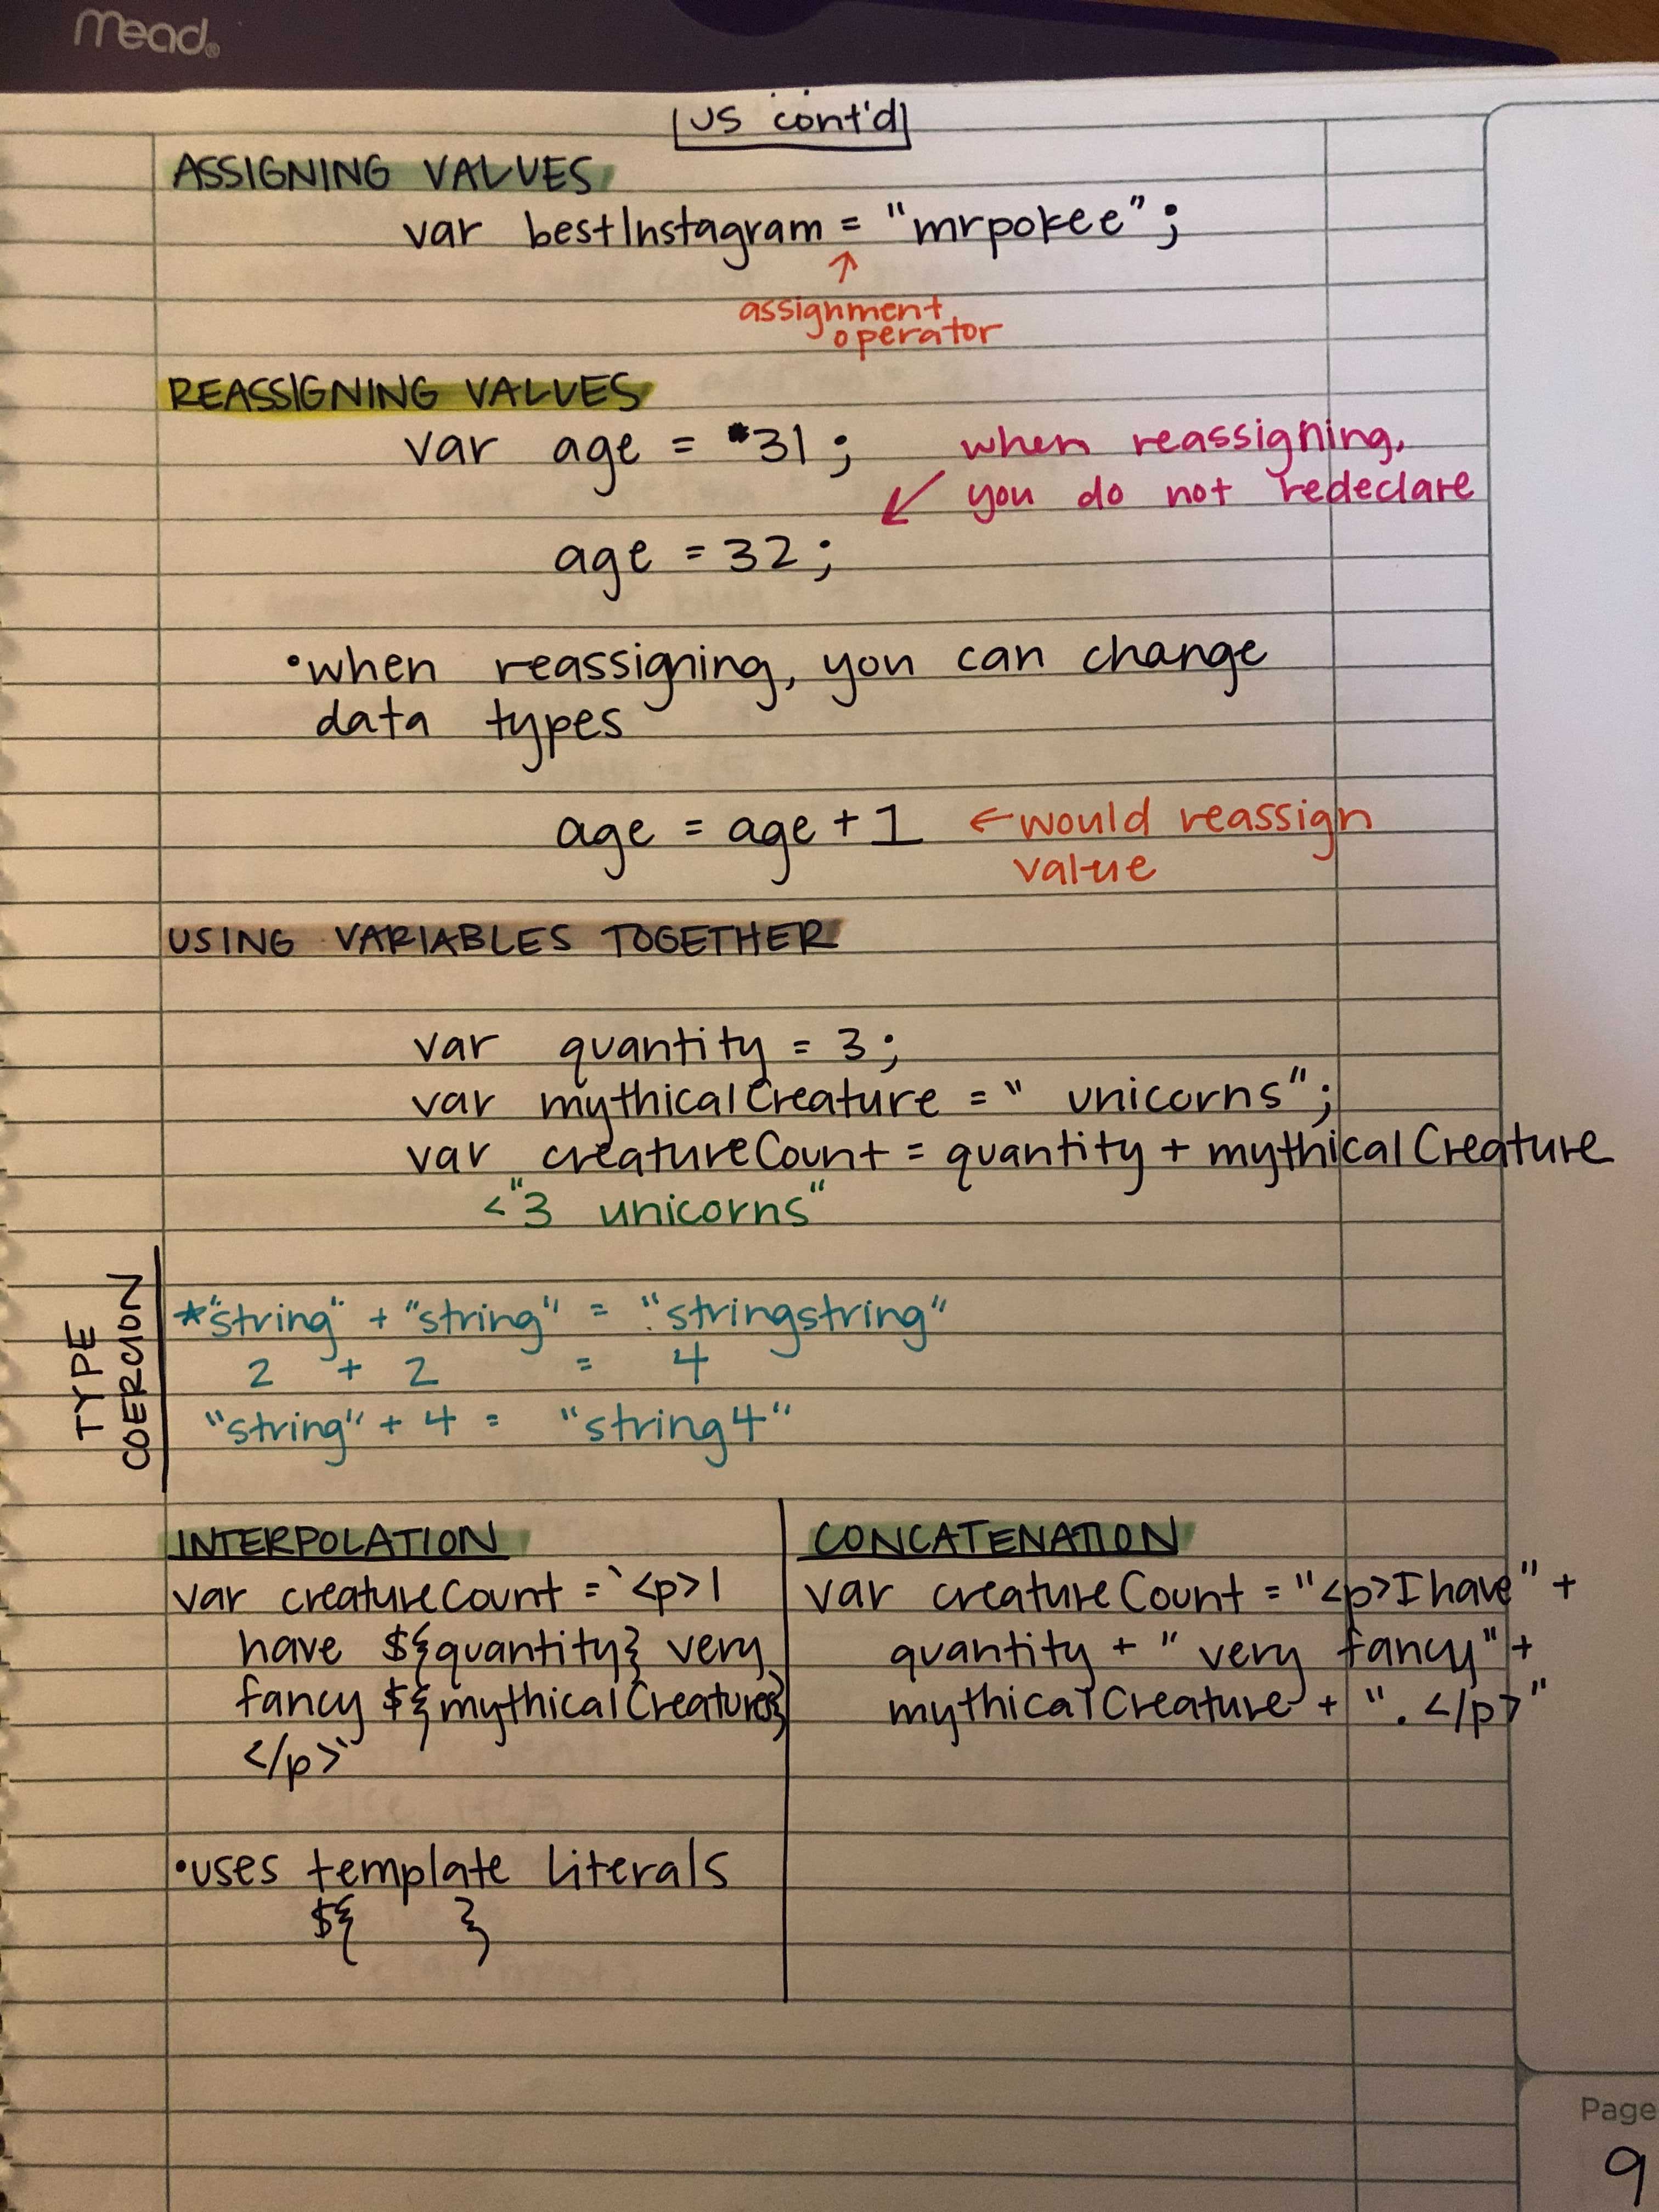 Mead®
JS cont'd
ASSIGNING VALUES
var bestInstagram = "mrpokee";
↑
assignment
operator
REASSIGNING VALUES
var age = 31;
when reassigning,
you do not redeclare
age = 32;
•when reassigning, you can change
data types
age = age + 1 ← would reassign
value
USING VARIABLES TOGETHER
var quantity = 3;
var mythicalCreature = " unicorns";
var creatureCount = quantity + mythicalCreature
<"3 unicorns"
TYPE
COERCION
*"string" + "string" = "stringstring"
2 + 2 = 4
"string" + 4 = "string4"
INTERPOLATION
var creatureCount = `<p>I
have ${quantity} very
fancy ${mythicalCreatures}
</p>`
•uses template literals
${ }
CONCATENATION
var creatureCount = "<p>I have" +
quantity + " very fancy" +
mythicalCreature + ". </p>"
Page
9